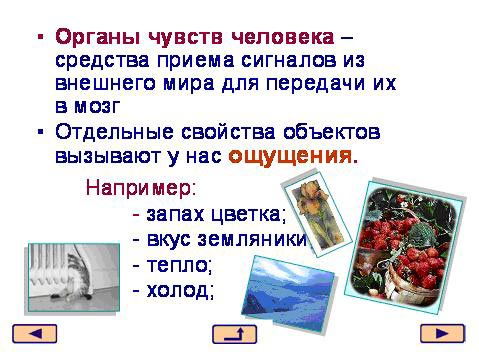 ▪ Органы чувств человека –
средства приема сигналов из
внешнего мира для передачи их
в мозг
▪ Отдельные свойства объектов
вызывают у нас ощущения.
Например:
- запах цветка;
- вкус земляники;
- тепло;
- холод;